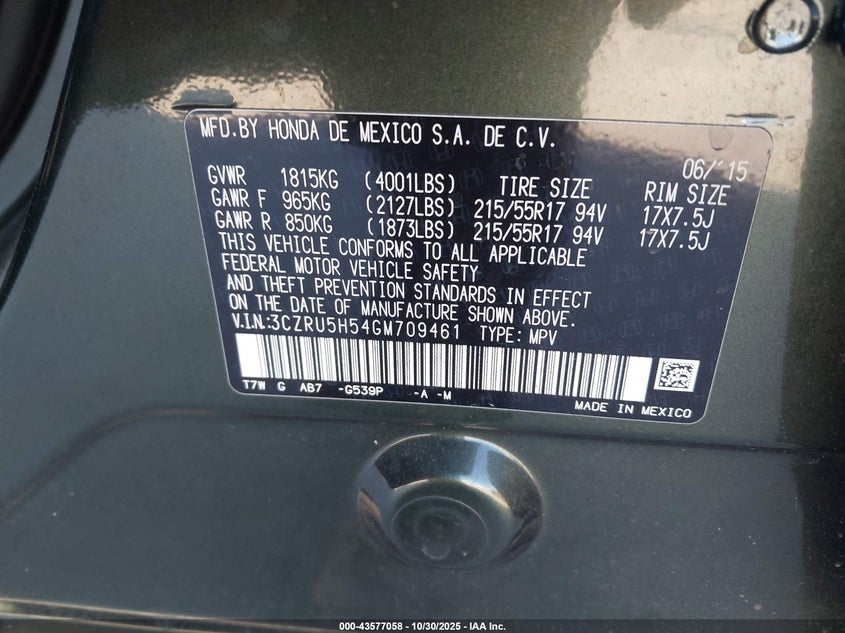 MFD.BY HONDA DE MEXICO S.A. DE C.V.
06/'15
GVWR 1815KG (4001LBS) TIRE SIZE RIM SIZE
GAWR F 965KG (2127LBS) 215/55R17 94V 17X7.5J
GAWR R 850KG (1873LBS) 215/55R17 94V 17X7.5J
THIS VEHICLE CONFORMS TO ALL APPLICABLE
FEDERAL MOTOR VEHICLE SAFETY
AND THEFT PREVENTION STANDARDS IN EFFECT
ON THE DATE OF MANUFACTURE SHOWN ABOVE.
V.I.N.:3CZRU5H54GM709461 TYPE: MPV
T7W G AB7 -G539P -A -M
MADE IN MEXICO
000-43577058 - 10/30/2025 - IAA Inc.